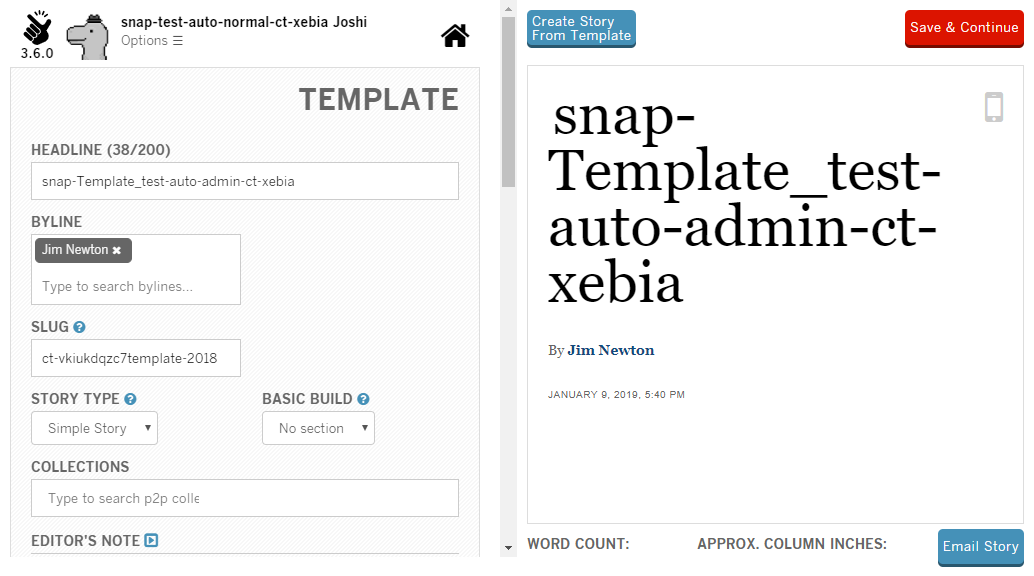 3.6.0
snap-test-auto-normal-ct-xebia Joshi
Options
TEMPLATE
HEADLINE (38/200)
snap-Template_test-auto-admin-ct-xebia
BYLINE
Jim Newton
Type to search bylines...
SLUG
ct-vkiukdqzc7template-2018
STORY TYPE
BASIC BUILD
Simple Story
No section
COLLECTIONS
Type to search p2p colle
EDITOR'S NOTE
Create Story
From Template
Save & Continue
snap-
Template_test-
auto-admin-ct-
xebia
By Jim Newton
JANUARY 9, 2019, 5:40 PM
WORD COUNT:
APPROX. COLUMN INCHES:
Email Story